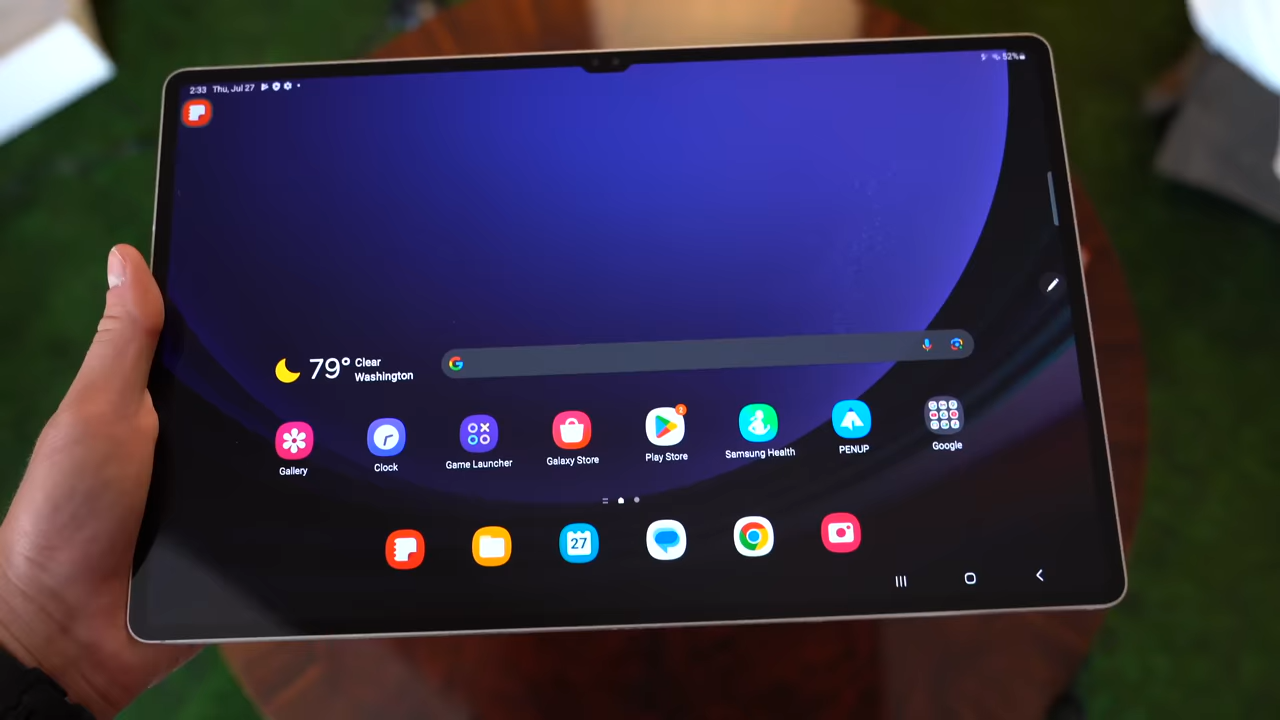 2:33 Thu, Jul 27
52%
79° Clear
Washington
Gallery
Clock
Game Launcher
Galaxy Store
Play Store
2
Samsung Health
PENUP
Google
27